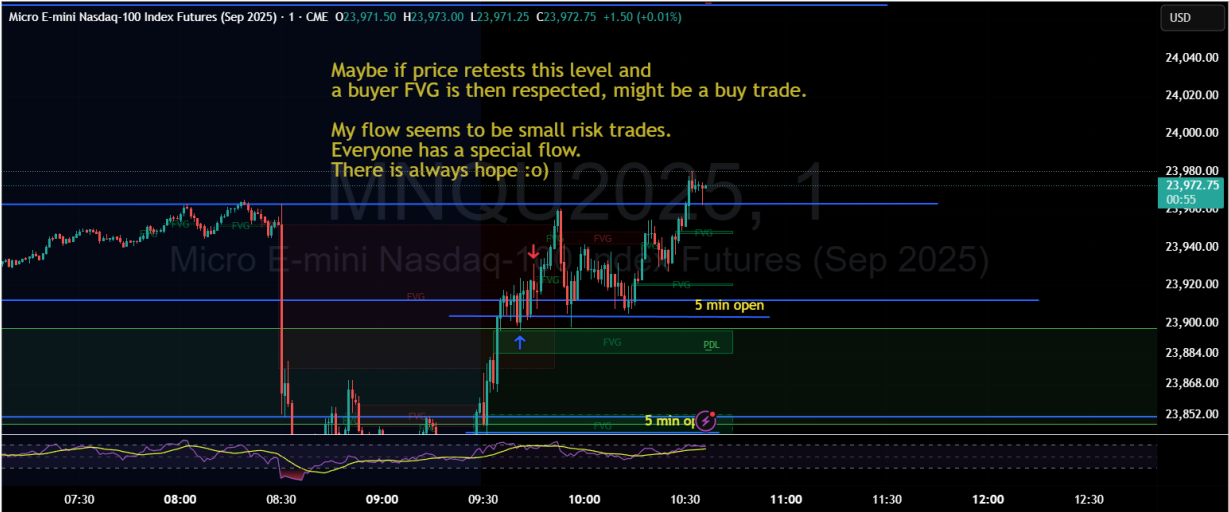 Micro E-mini Nasdaq-100 Index Futures (Sep 2025) · 1 · CME O23,971.50 H23,973.00 L23,971.25 C23,972.75 +1.50 (+0.01%)
USD
Maybe if price retests this level and
a buyer FVG is then respected, might be a buy trade.
My flow seems to be small risk trades.
Everyone has a special flow.
There is always hope :o)
MNQU2025, 1
Micro E-mini Nasdaq-100 Index Futures (Sep 2025)
24,040.00
24,020.00
24,000.00
23,980.00
23,972.75
00:55
23,960.00
23,940.00
23,920.00
23,900.00
23,884.00
23,868.00
23,852.00
FVG
FVG
FVG
FVG
FVG
FVG
FVG
FVG
FVG
5 min open
FVG
PDL
FVG
5 min op
FVG
07:30
08:00
08:30
09:00
09:30
10:00
10:30
11:00
11:30
12:00
12:30